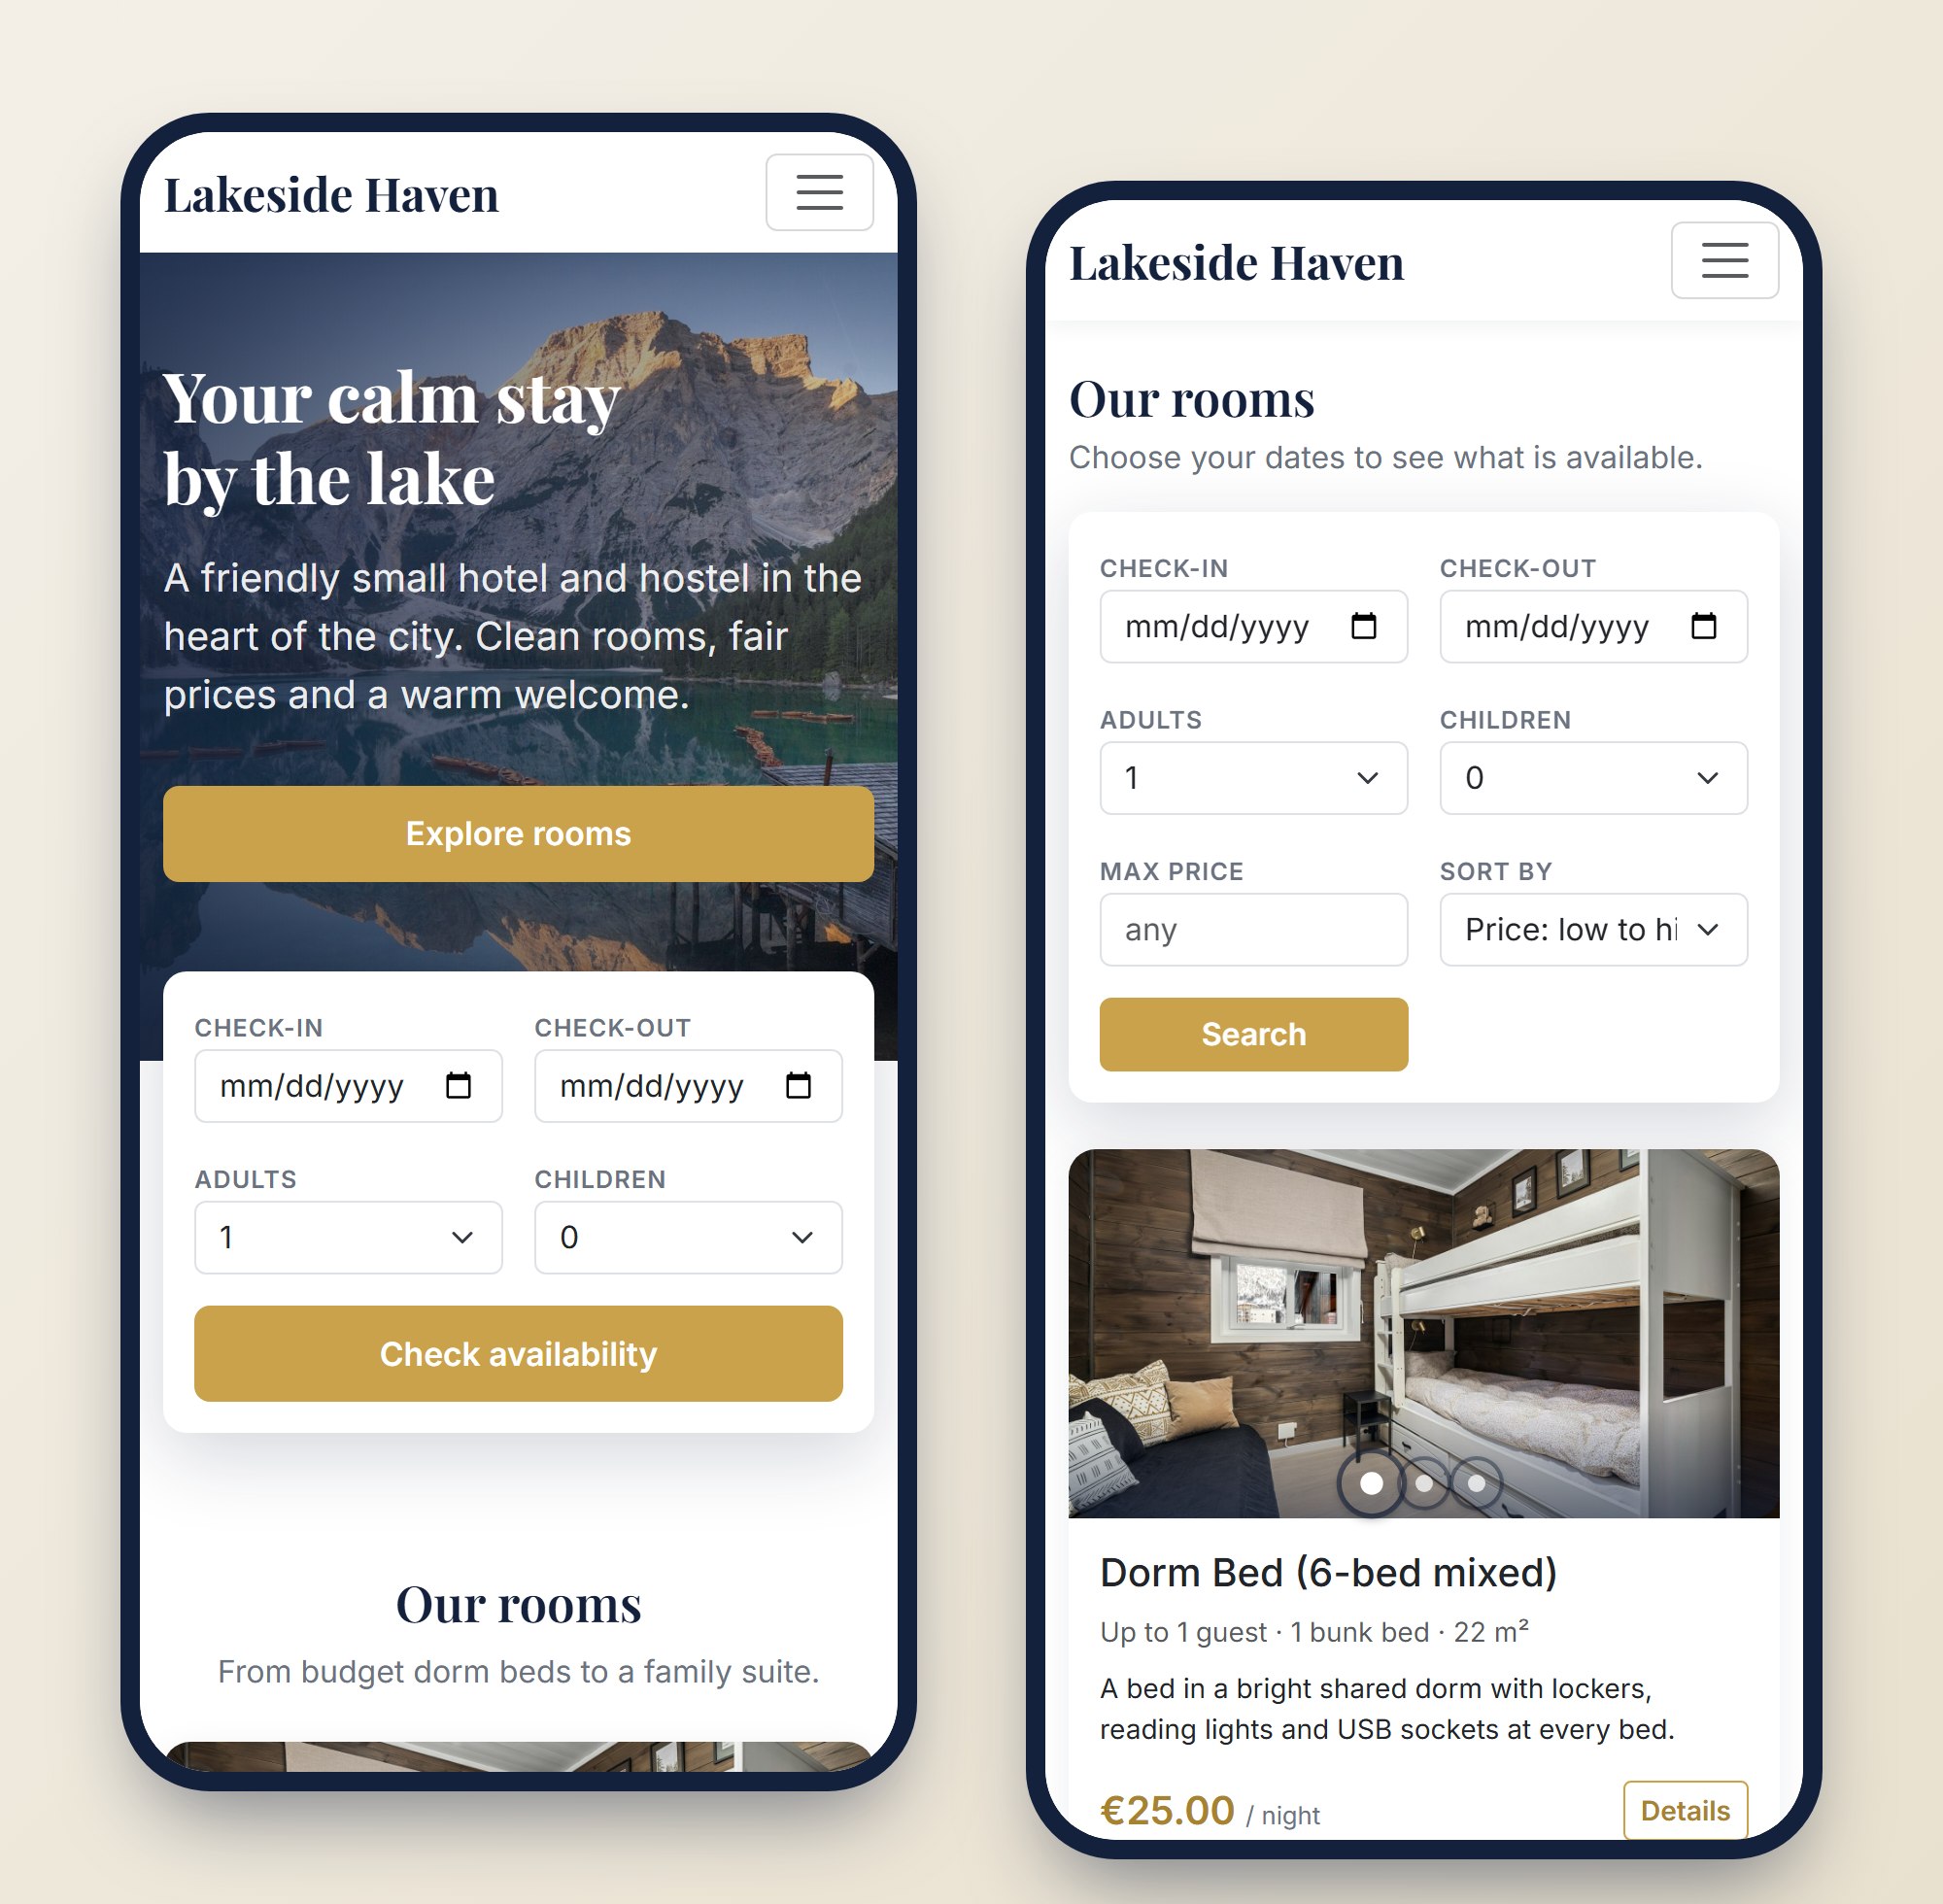 Lakeside Haven
Your calm stay
by the lake
A friendly small hotel and hostel in the
heart of the city. Clean rooms, fair
prices and a warm welcome.
Explore rooms
CHECK-IN CHECK-OUT
mm/dd/yyyy mm/dd/yyyy
ADULTS CHILDREN
1 0
Check availability
Our rooms
From budget dorm beds to a family suite.
Lakeside Haven
Our rooms
Choose your dates to see what is available.
CHECK-IN CHECK-OUT
mm/dd/yyyy mm/dd/yyyy
ADULTS CHILDREN
1 0
MAX PRICE SORT BY
any Price: low to hi
Search
Dorm Bed (6-bed mixed)
Up to 1 guest · 1 bunk bed · 22 m²
A bed in a bright shared dorm with lockers,
reading lights and USB sockets at every bed.
€25.00 / night Details